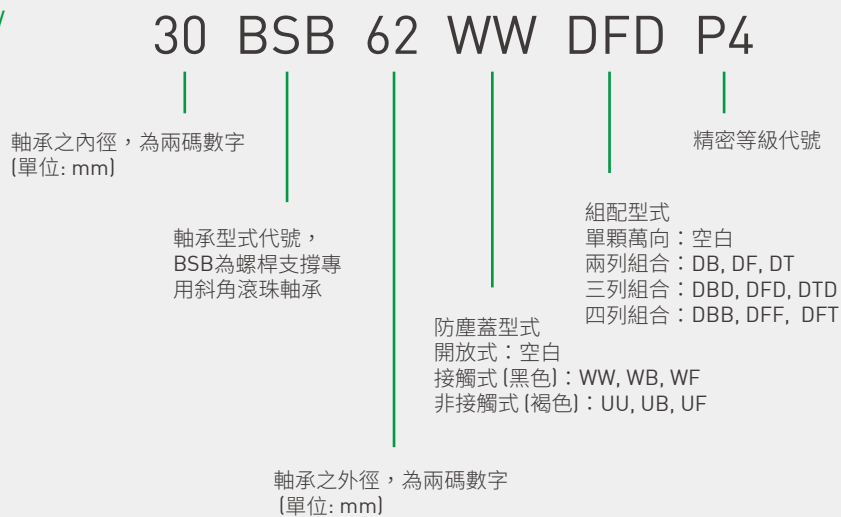 30 BSB 62 WW DFD P4
軸承之內徑，為兩碼數字
(單位: mm)
精密等級代號
軸承型式代號，
BSB為螺桿支撐專
用斜角滾珠軸承
組配型式
單顆萬向：空白
兩列組合：DB, DF, DT
三列組合：DBD, DFD, DTD
四列組合：DBB, DFF, DFT
防塵蓋型式
開放式：空白
接觸式 (黑色)：WW, WB, WF
非接觸式 (褐色)：UU, UB, UF
軸承之外徑，為兩碼數字
(單位: mm)